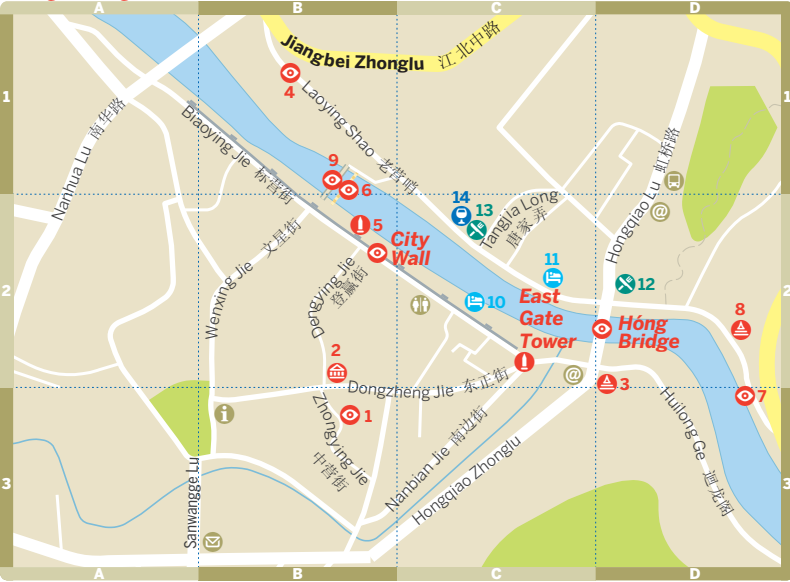 A
B
C
D
1
Jiangbei Zhonglu 江北中路
4
Laoying Shao 老营哨
Nanhua Lu 南华路
Biaoying Jie 标营街
Hongqiao Lu 虹桥路
1
9
6
5
City
Wall
14
13
Tangjia Long
唐家弄
@
2
Wenxing Jie 文星街
Dengying Jie
登赢街
10
11
East
Gate
Tower
12
Hóng
Bridge
8
2
2
Dongzheng Jie 东正街
@
3
7
i
1
Zhongying Jie
中营街
Nanbian Jie 南边街
Hongqiao Zhonglu
Huilong Ge 迴龙阁
3
Sanwangge Lu
3
A
B
C
D